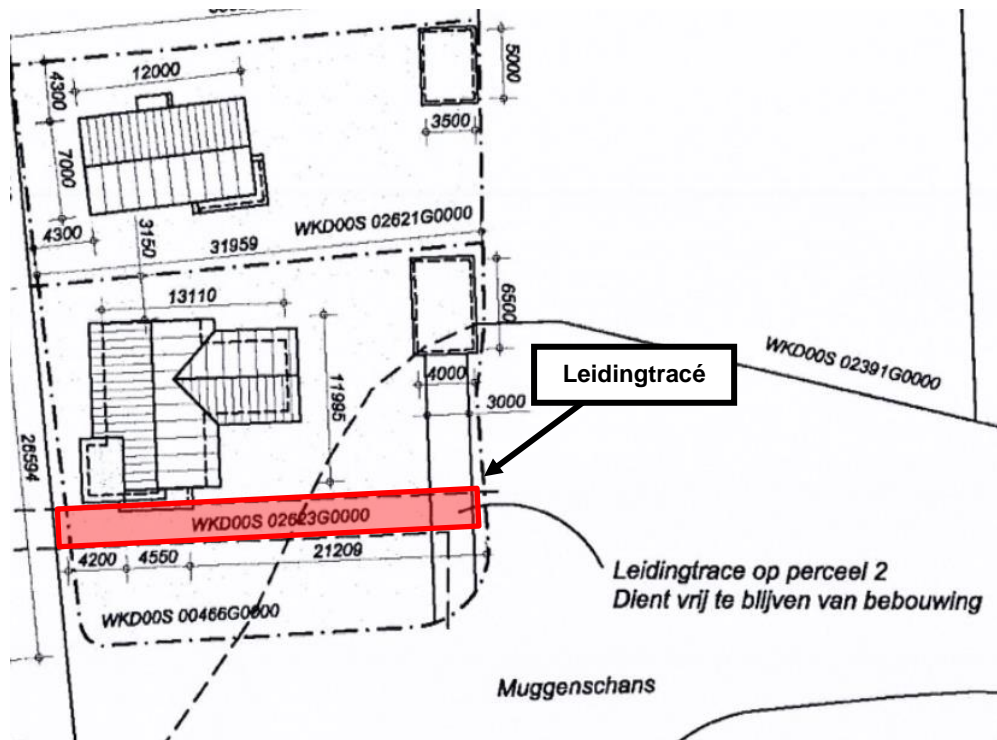 12000
4300
7000
5000
3500
4300
3150
31959
WKD00S 02621G0000
13110
6500
11995
4000
3000
Leidingtracé
WKD00S 02391G0000
26594
WKD00S 02623G0000
4200
4550
21209
WKD00S 00466G0000
Leidingtrace op perceel 2
Dient vrij te blijven van bebouwing
Muggenschans